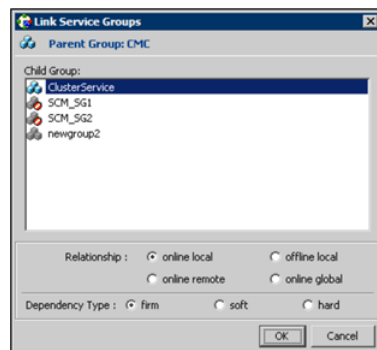 Link Service Groups
Parent Group: CMC
Child Group:
ClusterService
SCM_SG1
SCM_SG2
newgroup2
Relationship : online local offline local
online remote online global
Dependency Type : firm soft hard
OK Cancel